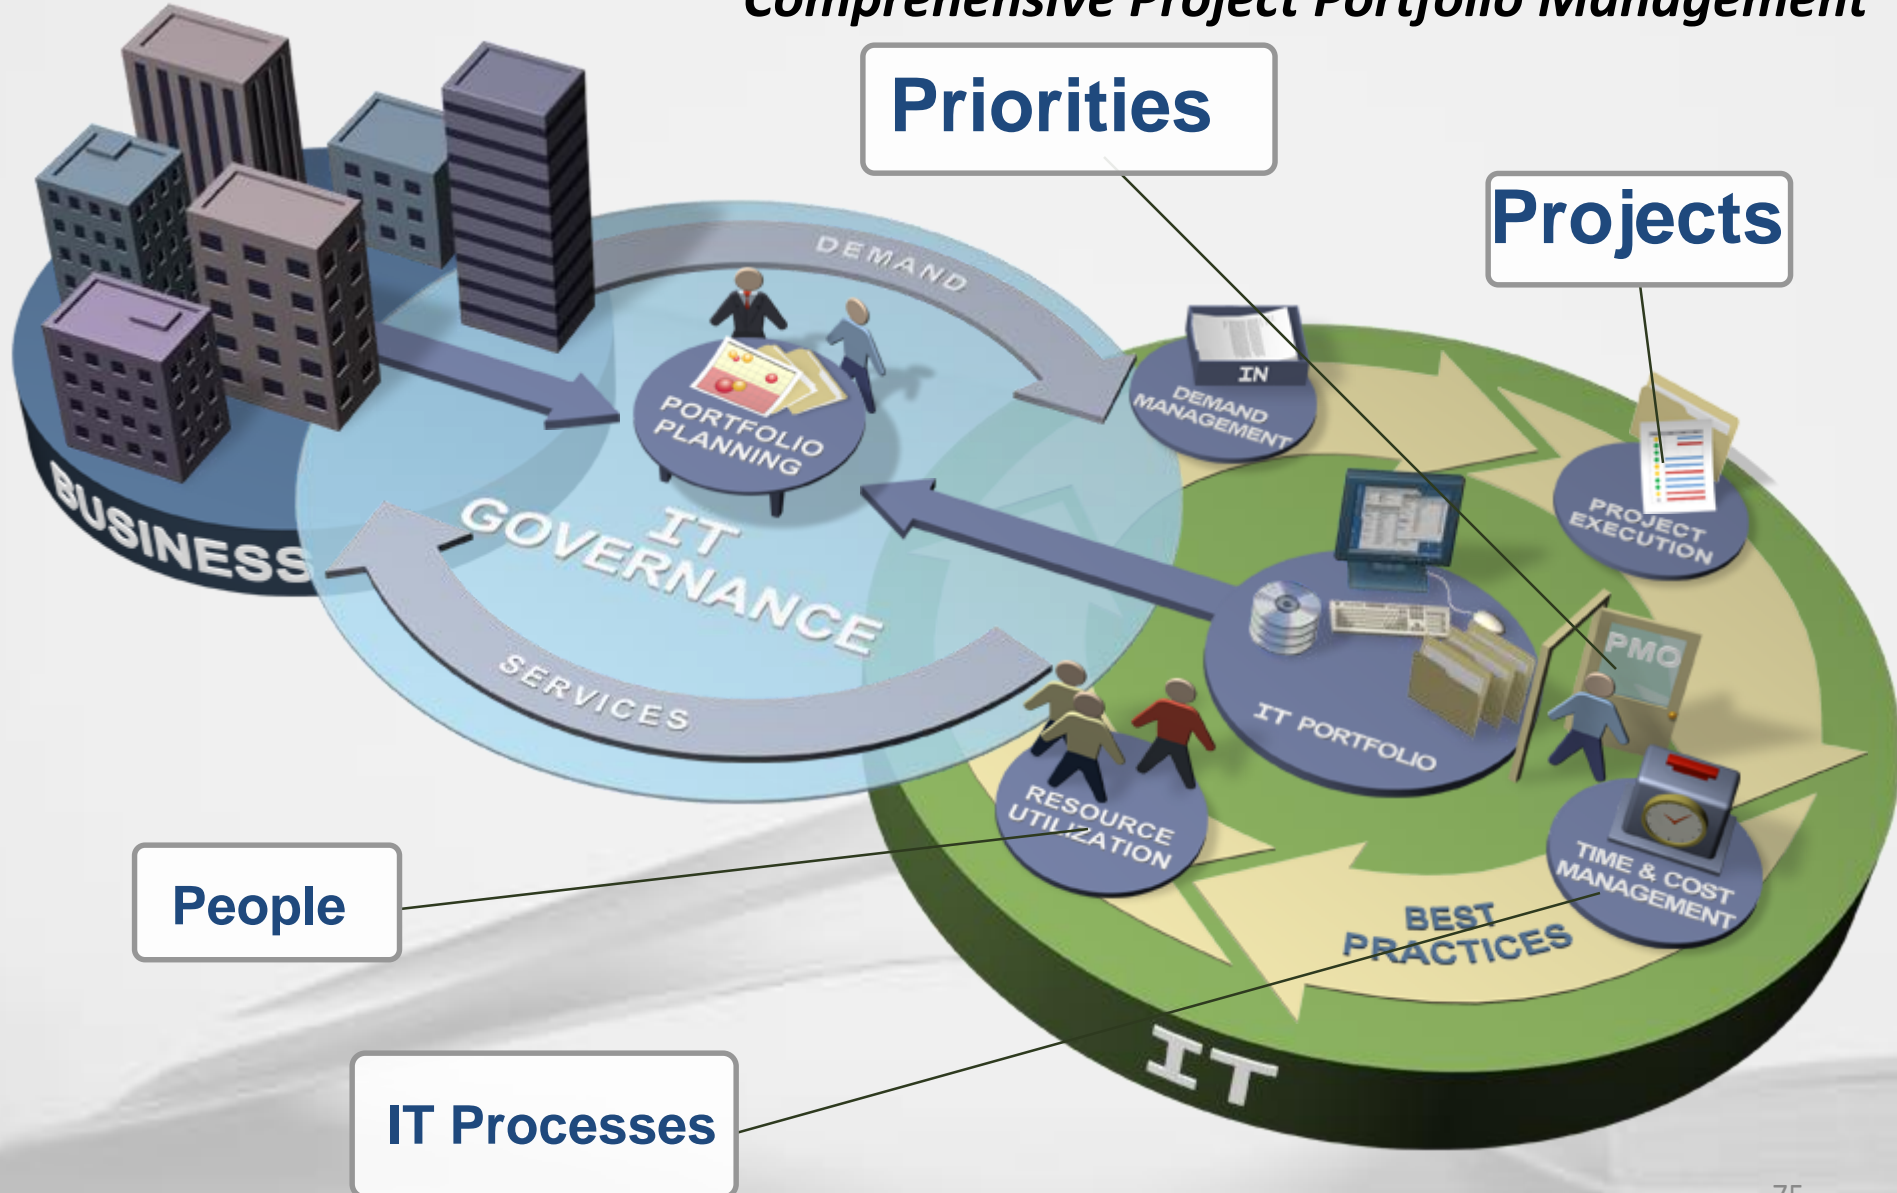 Comprehensive Project Portfolio Management
Priorities
Projects
DEMAND
IN
DEMAND
MANAGEMENT
PORTFOLIO
PLANNING
PROJECT
EXECUTION
BUSINESS
IT
GOVERNANCE
PMO
SERVICES
IT PORTFOLIO
RESOURCE
UTILIZATION
TIME & COST
MANAGEMENT
People
BEST
PRACTICES
IT
IT Processes
75